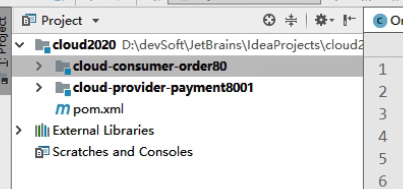 Project
1: Project
cloud2020 D:\devSoft\JetBrains\IdeaProjects\cloud2
cloud-consumer-order80
cloud-provider-payment8001
pom.xml
External Libraries
Scratches and Consoles
1
2
3
4
5
6